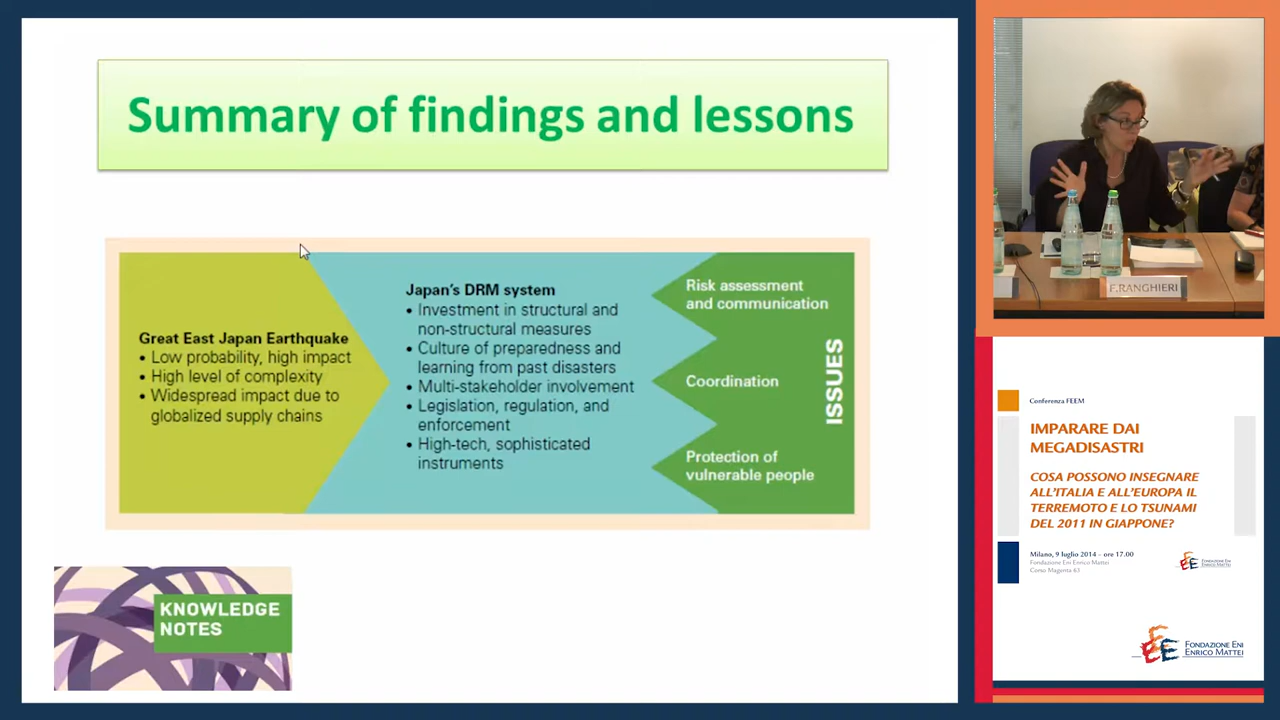 Summary of findings and lessons
Great East Japan Earthquake
• Low probability, high impact
• High level of complexity
• Widespread impact due to
globalized supply chains
Japan's DRM system
• Investment in structural and
non-structural measures
• Culture of preparedness and
learning from past disasters
• Multi-stakeholder involvement
• Legislation, regulation, and
enforcement
• High-tech, sophisticated
instruments
Risk assessment
and communication
Coordination
Protection of
vulnerable people
ISSUES
KNOWLEDGE
NOTES
F.RANGHIERI
Conferenza FEEM
IMPARARE DAI
MEGADISASTRI
COSA POSSONO INSEGNARE
ALL'ITALIA E ALL'EUROPA IL
TERREMOTO E LO TSUNAMI
DEL 2011 IN GIAPPONE?
Milano, 9 luglio 2014 – ore 17.00
Fondazione Eni Enrico Mattei
Corso Magenta 63
FONDAZIONE ENI
ENRICO MATTEI